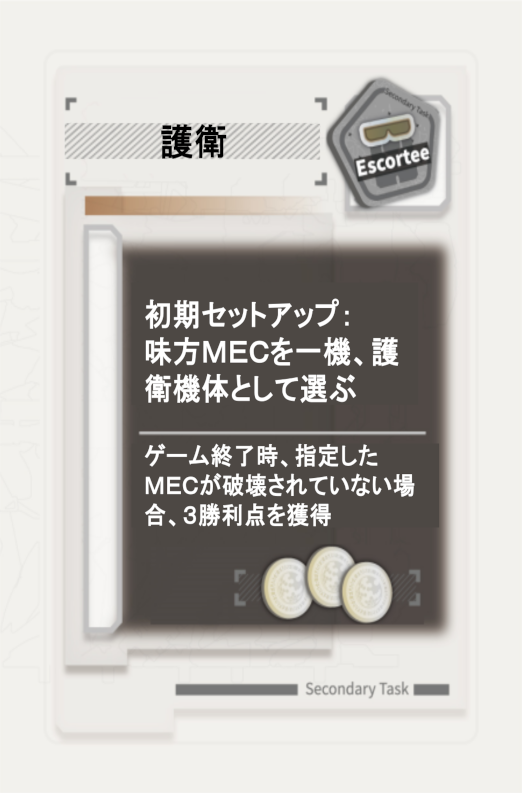 Secondary Task
護衛
Escortee
初期セットアップ：
味方MECを一機、護
衛機体として選ぶ
ゲーム終了時、指定した
MECが破壊されていない場
合、3勝利点を獲得
Secondary Task